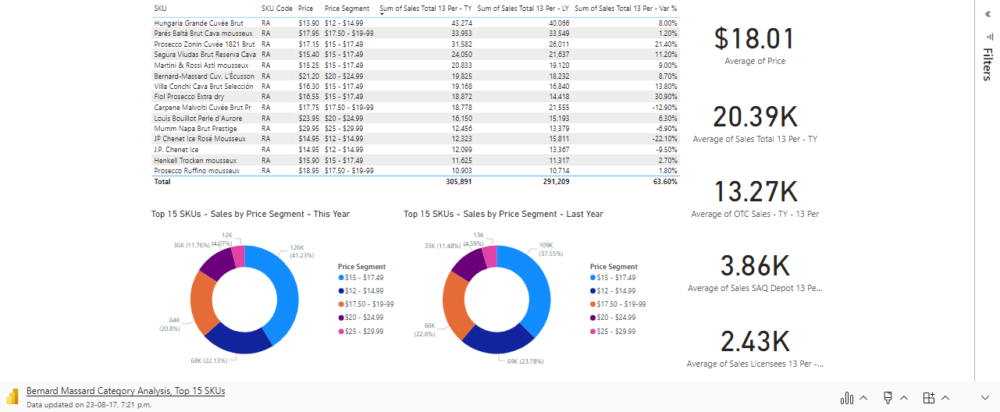 SKU SKU Code Price Price Segment Sum of Sales Total 13 Per - TY Sum of Sales Total 13 Per - LY Sum of Sales Total 13 Per - Var %
Hungaria Grande Cuvée Brut RA $13.90 $12 - $14.99 43,274 40,066 8.00%
Parés Baltà Brut Cava mousseux RA $17.95 $17.50 - $19-99 33,953 33,549 1.20%
Prosecco Zonin Cuvée 1821 Brut RA $17.15 $15 - $17.49 31,582 26,011 21.40%
Segura Viudas Brut Reserva Cava RA $15.40 $15 - $17.49 24,050 21,637 11.20%
Martini & Rossi Asti mousseux RA $15.25 $15 - $17.49 20,833 19,120 9.00%
Bernard-Massard Cuv. L'Écusson RA $21.20 $20 - $24.99 19,825 18,232 8.70%
Villa Conchi Cava Brut Selección RA $16.30 $15 - $17.49 19,168 16,840 13.80%
Fiol Prosecco Extra dry RA $16.55 $15 - $17.49 18,872 14,418 30.90%
Carpene Malvolti Cuvée Brut Pr RA $17.75 $17.50 - $19-99 18,778 21,555 -12.90%
Louis Bouillot Perle d'Aurore RA $23.95 $20 - $24.99 16,150 15,193 6.30%
Mumm Napa Brut Prestige RA $29.95 $25 - $29.99 12,456 13,379 -6.90%
JP Chenet Ice Rosé Mousseux RA $14.95 $12 - $14.99 12,323 15,811 -22.10%
J.P. Chenet Ice RA $14.95 $12 - $14.99 12,099 13,367 -9.50%
Henkell Trocken mousseux RA $15.90 $15 - $17.49 11,625 11,317 2.70%
Prosecco Ruffino mousseux RA $18.95 $17.50 - $19-99 10,903 10,714 1.80%
Total 305,891 291,209 63.60%
$18.01
Average of Price
20.39K
Average of Sales Total 13 Per - TY
13.27K
Average of OTC Sales - TY - 13 Per
3.86K
Average of Sales SAQ Depot 13 Pe...
2.43K
Average of Sales Licensees 13 Per -...
Filters
Top 15 SKUs - Sales by Price Segment - This Year
12K
(4.07%)
36K (11.76%)
126K
(41.23%)
64K
(20.8%)
68K (22.13%)
Price Segment
$15 - $17.49
$12 - $14.99
$17.50 - $19-99
$20 - $24.99
$25 - $29.99
Top 15 SKUs - Sales by Price Segment - Last Year
13K
(4.59%)
33K (11.48%)
109K
(37.55%)
66K
(22.6%)
69K (23.78%)
Price Segment
$15 - $17.49
$12 - $14.99
$17.50 - $19-99
$20 - $24.99
$25 - $29.99
Bernard Massard Category Analysis, Top 15 SKUs
Data updated on 23-08-17, 7:21 p.m.